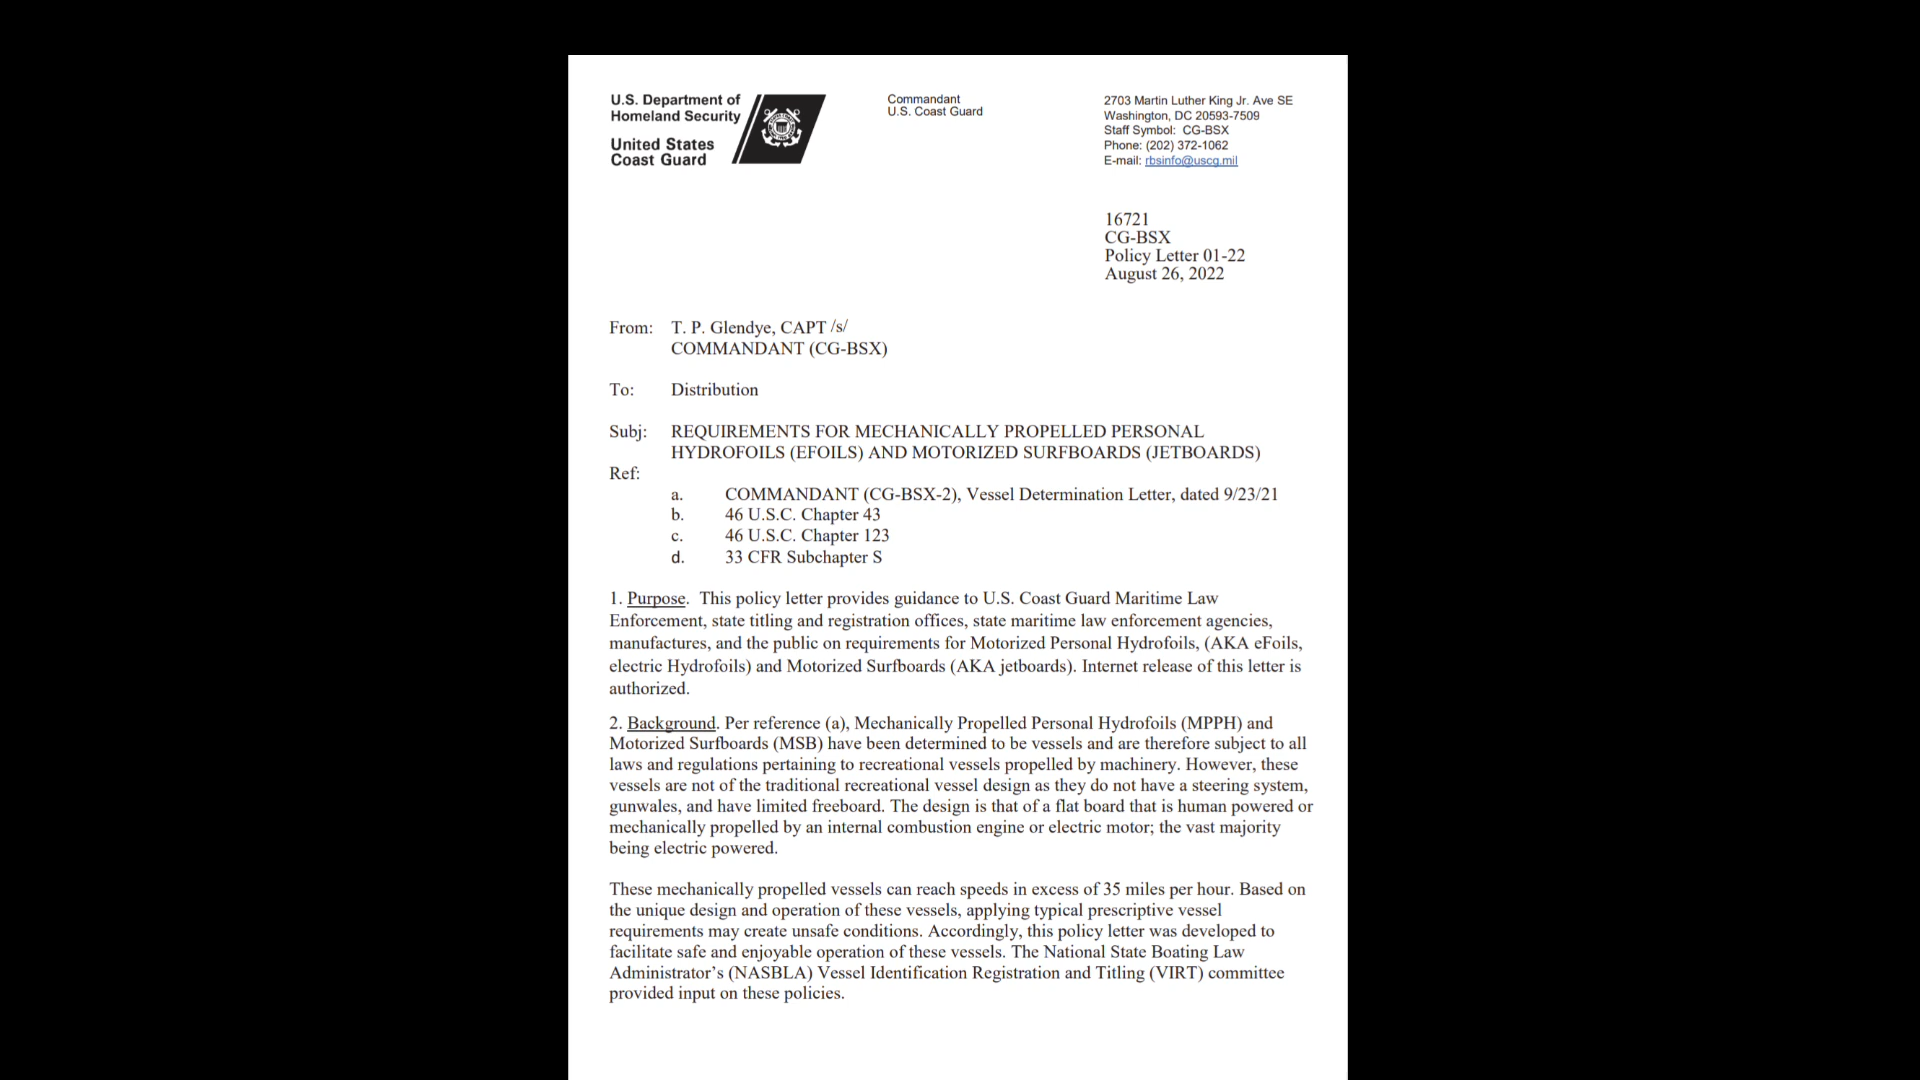 U.S. Department of
Homeland Security
United States
Coast Guard
Commandant
U.S. Coast Guard
2703 Martin Luther King Jr. Ave SE
Washington, DC 20593-7509
Staff Symbol: CG-BSX
Phone: (202) 372-1062
E-mail: rbsinfo@uscg.mil
16721
CG-BSX
Policy Letter 01-22
August 26, 2022
From: T. P. Glendye, CAPT /s/
COMMANDANT (CG-BSX)
To: Distribution
Subj: REQUIREMENTS FOR MECHANICALLY PROPELLED PERSONAL
HYDROFOILS (EFOILS) AND MOTORIZED SURFBOARDS (JETBOARDS)
Ref:
a. COMMANDANT (CG-BSX-2), Vessel Determination Letter, dated 9/23/21
b. 46 U.S.C. Chapter 43
c. 46 U.S.C. Chapter 123
d. 33 CFR Subchapter S
1. Purpose. This policy letter provides guidance to U.S. Coast Guard Maritime Law
Enforcement, state titling and registration offices, state maritime law enforcement agencies,
manufactures, and the public on requirements for Motorized Personal Hydrofoils, (AKA eFoils,
electric Hydrofoils) and Motorized Surfboards (AKA jetboards). Internet release of this letter is
authorized.
2. Background. Per reference (a), Mechanically Propelled Personal Hydrofoils (MPPH) and
Motorized Surfboards (MSB) have been determined to be vessels and are therefore subject to all
laws and regulations pertaining to recreational vessels propelled by machinery. However, these
vessels are not of the traditional recreational vessel design as they do not have a steering system,
gunwales, and have limited freeboard. The design is that of a flat board that is human powered or
mechanically propelled by an internal combustion engine or electric motor; the vast majority
being electric powered.
These mechanically propelled vessels can reach speeds in excess of 35 miles per hour. Based on
the unique design and operation of these vessels, applying typical prescriptive vessel
requirements may create unsafe conditions. Accordingly, this policy letter was developed to
facilitate safe and enjoyable operation of these vessels. The National State Boating Law
Administrator's (NASBLA) Vessel Identification Registration and Titling (VIRT) committee
provided input on these policies.